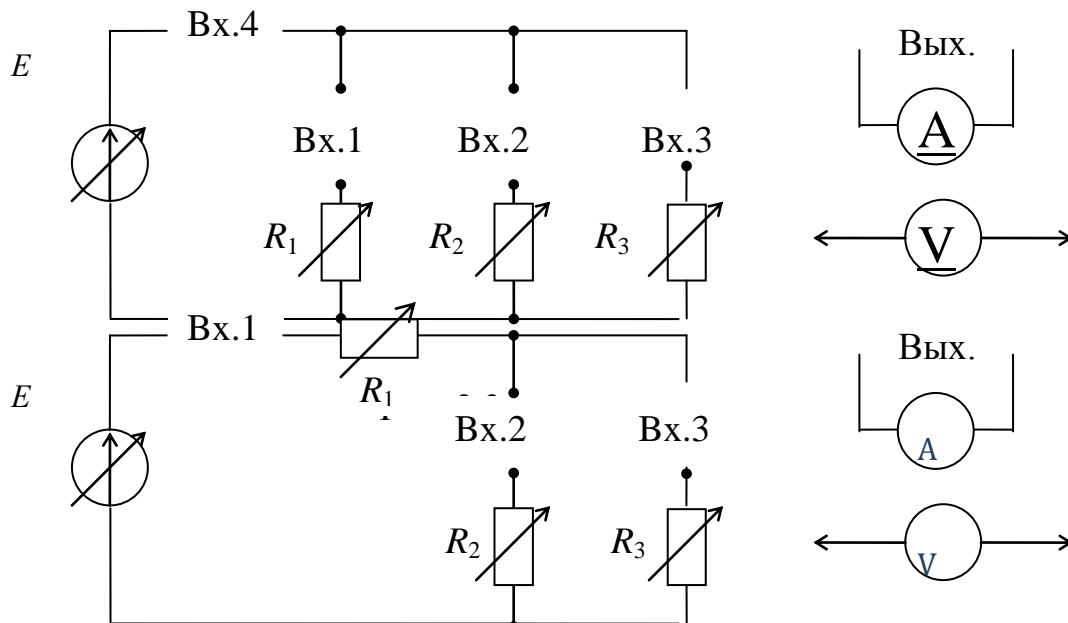 Вх.4
Вых.
E
A
Вх.1 Вх.2 Вх.3
R1 R2 R3
V
Вх.1
Вых.
E
R1
Вх.2 Вх.3
A
R2 R3
V